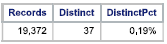 Records Distinct DistinctPct
19,372 37 0,19%